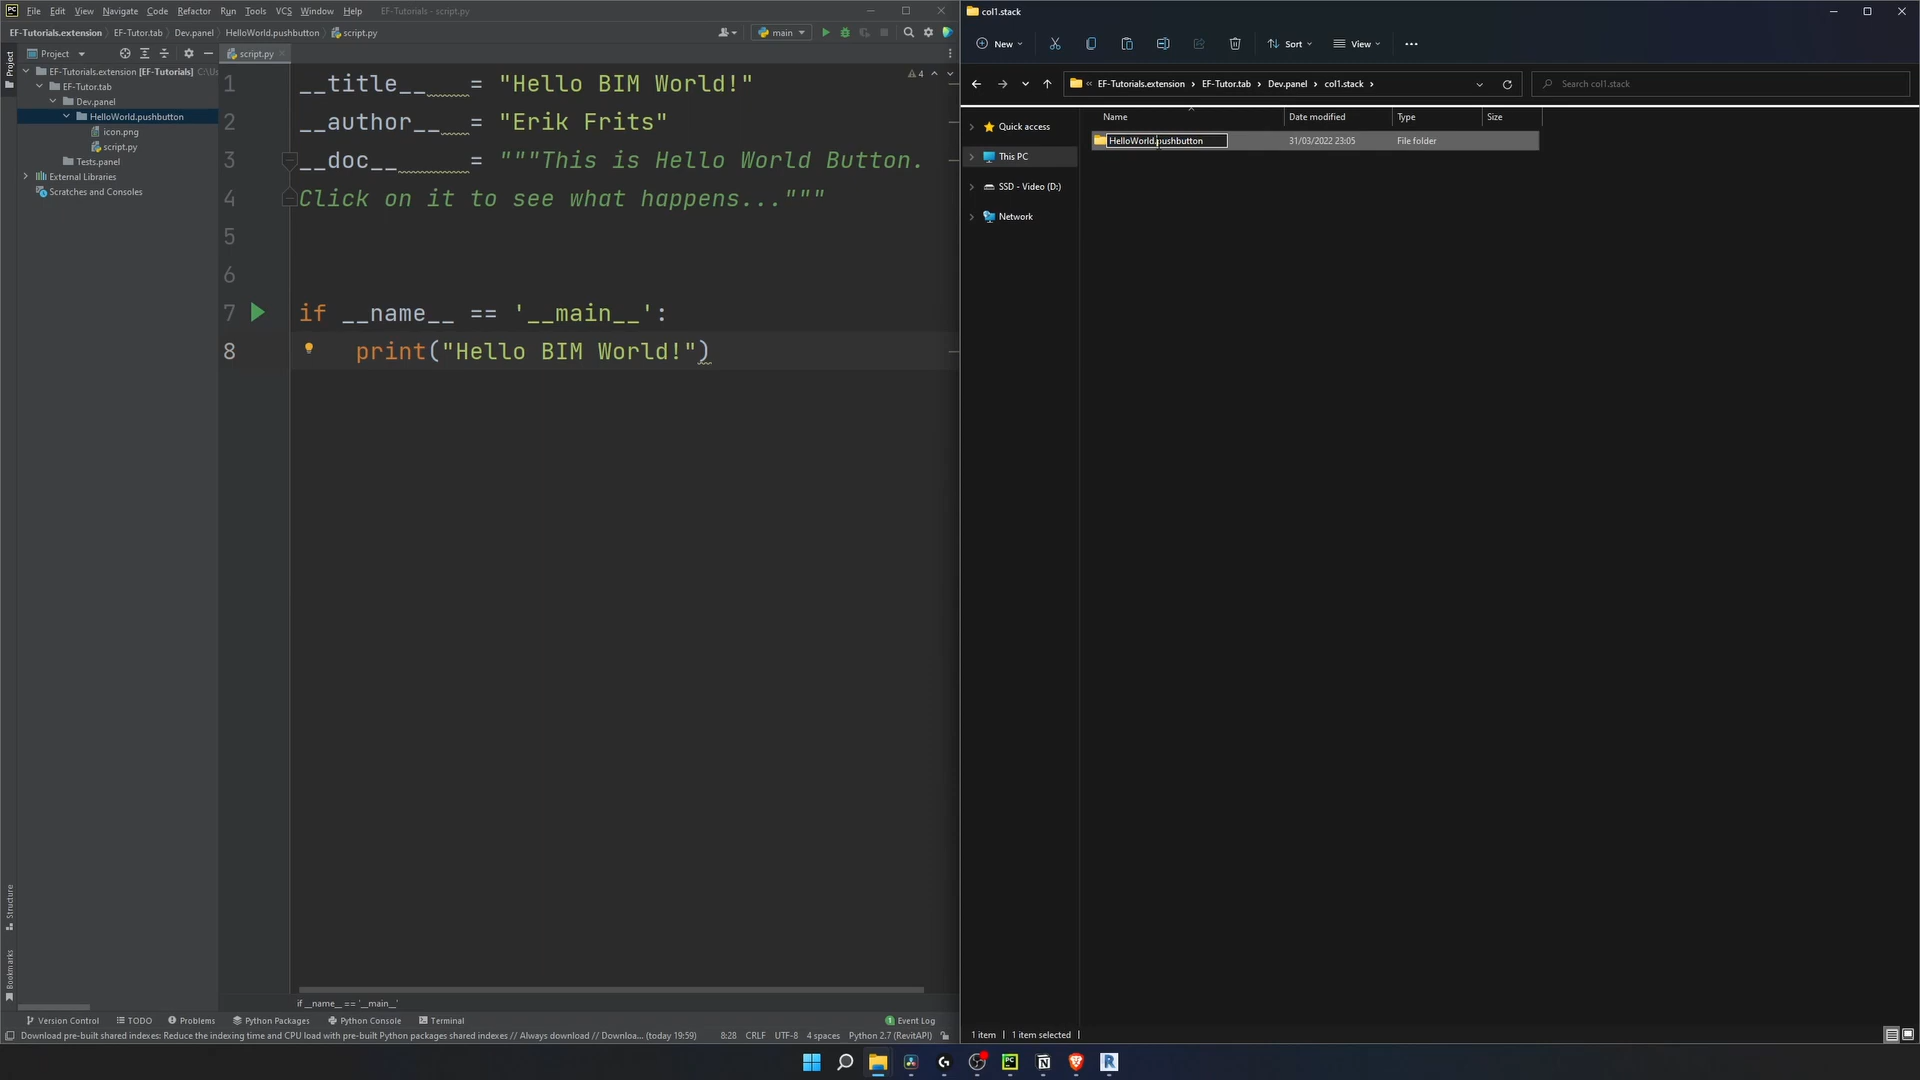 PC File Edit View Navigate Code Refactor Run Tools VCS Window Help EF-Tutorials - script.py
EF-Tutorials.extension EF-Tutor.tab Dev.panel HelloWorld.pushbutton script.py main
Project script.py
Project
EF-Tutorials.extension [EF-Tutorials] C:\Us
EF-Tutor.tab
Dev.panel
HelloWorld.pushbutton
icon.png
script.py
Tests.panel
External Libraries
Scratches and Consoles
Structure
Bookmarks
4
1 __title__ = "Hello BIM World!"
2 __author__ = "Erik Frits"
3 __doc__ = """This is Hello World Button.
4 Click on it to see what happens..."""
5
6
7 if __name__ == '__main__':
8 print("Hello BIM World!")
if __name__ == '__main__'
Version Control TODO Problems Python Packages Python Console Terminal Event Log
Download pre-built shared indexes: Reduce the indexing time and CPU load with pre-built Python packages shared indexes // Always download // Downloa... (today 19:59) 8:28 CRLF UTF-8 4 spaces Python 2.7 (RevitAPI)
col1.stack
New Sort View
« EF-Tutorials.extension › EF-Tutor.tab › Dev.panel › col1.stack › Search col1.stack
Name Date modified Type Size
HelloWorld.pushbutton 31/03/2022 23:05 File folder
Quick access
This PC
SSD - Video (D:)
Network
1 item 1 item selected
PC N R